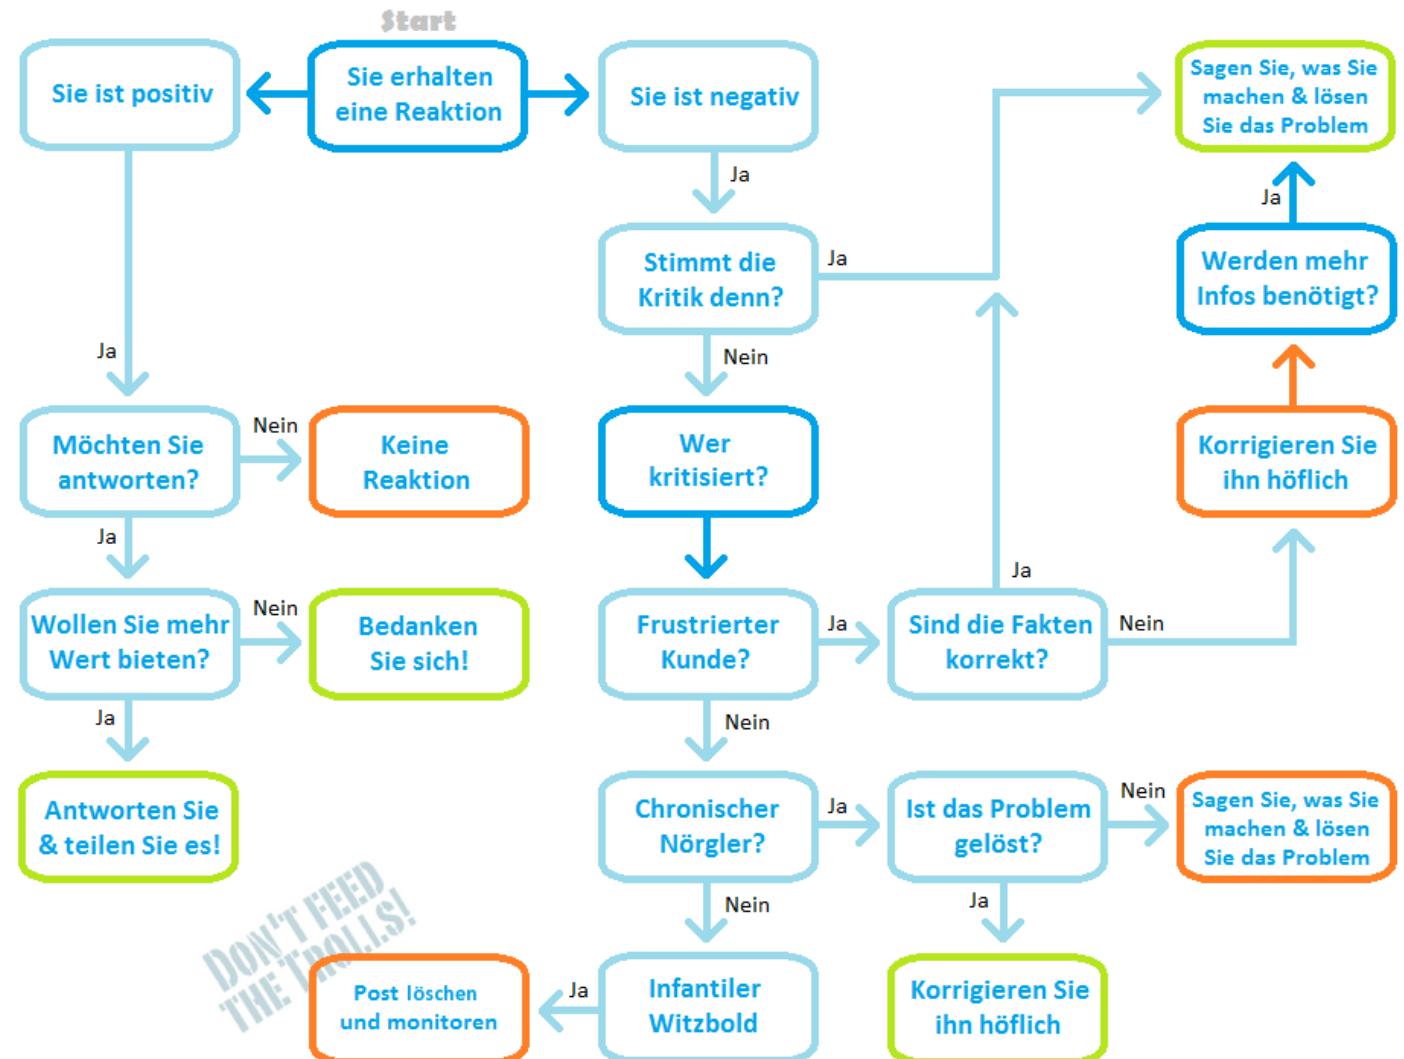 Start
Sie ist positiv
Sie erhalten
eine Reaktion
Sie ist negativ
Sagen Sie, was Sie
machen & lösen
Sie das Problem
Ja
Ja
Stimmt die
Kritik denn?
Ja
Werden mehr
Infos benötigt?
Ja
Nein
Möchten Sie
antworten?
Nein
Keine
Reaktion
Wer
kritisiert?
Korrigieren Sie
ihn höflich
Ja
Wollen Sie mehr
Wert bieten?
Nein
Bedanken
Sie sich!
Frustrierter
Kunde?
Ja
Sind die Fakten
korrekt?
Ja
Nein
Ja
Nein
Antworten Sie
& teilen Sie es!
Chronischer
Nörgler?
Ja
Ist das Problem
gelöst?
Nein
Sagen Sie, was Sie
machen & lösen
Sie das Problem
Nein
Ja
DON'T FEED
THE TROLLS!
Post löschen
und monitoren
Ja
Infantiler
Witzbold
Korrigieren Sie
ihn höflich